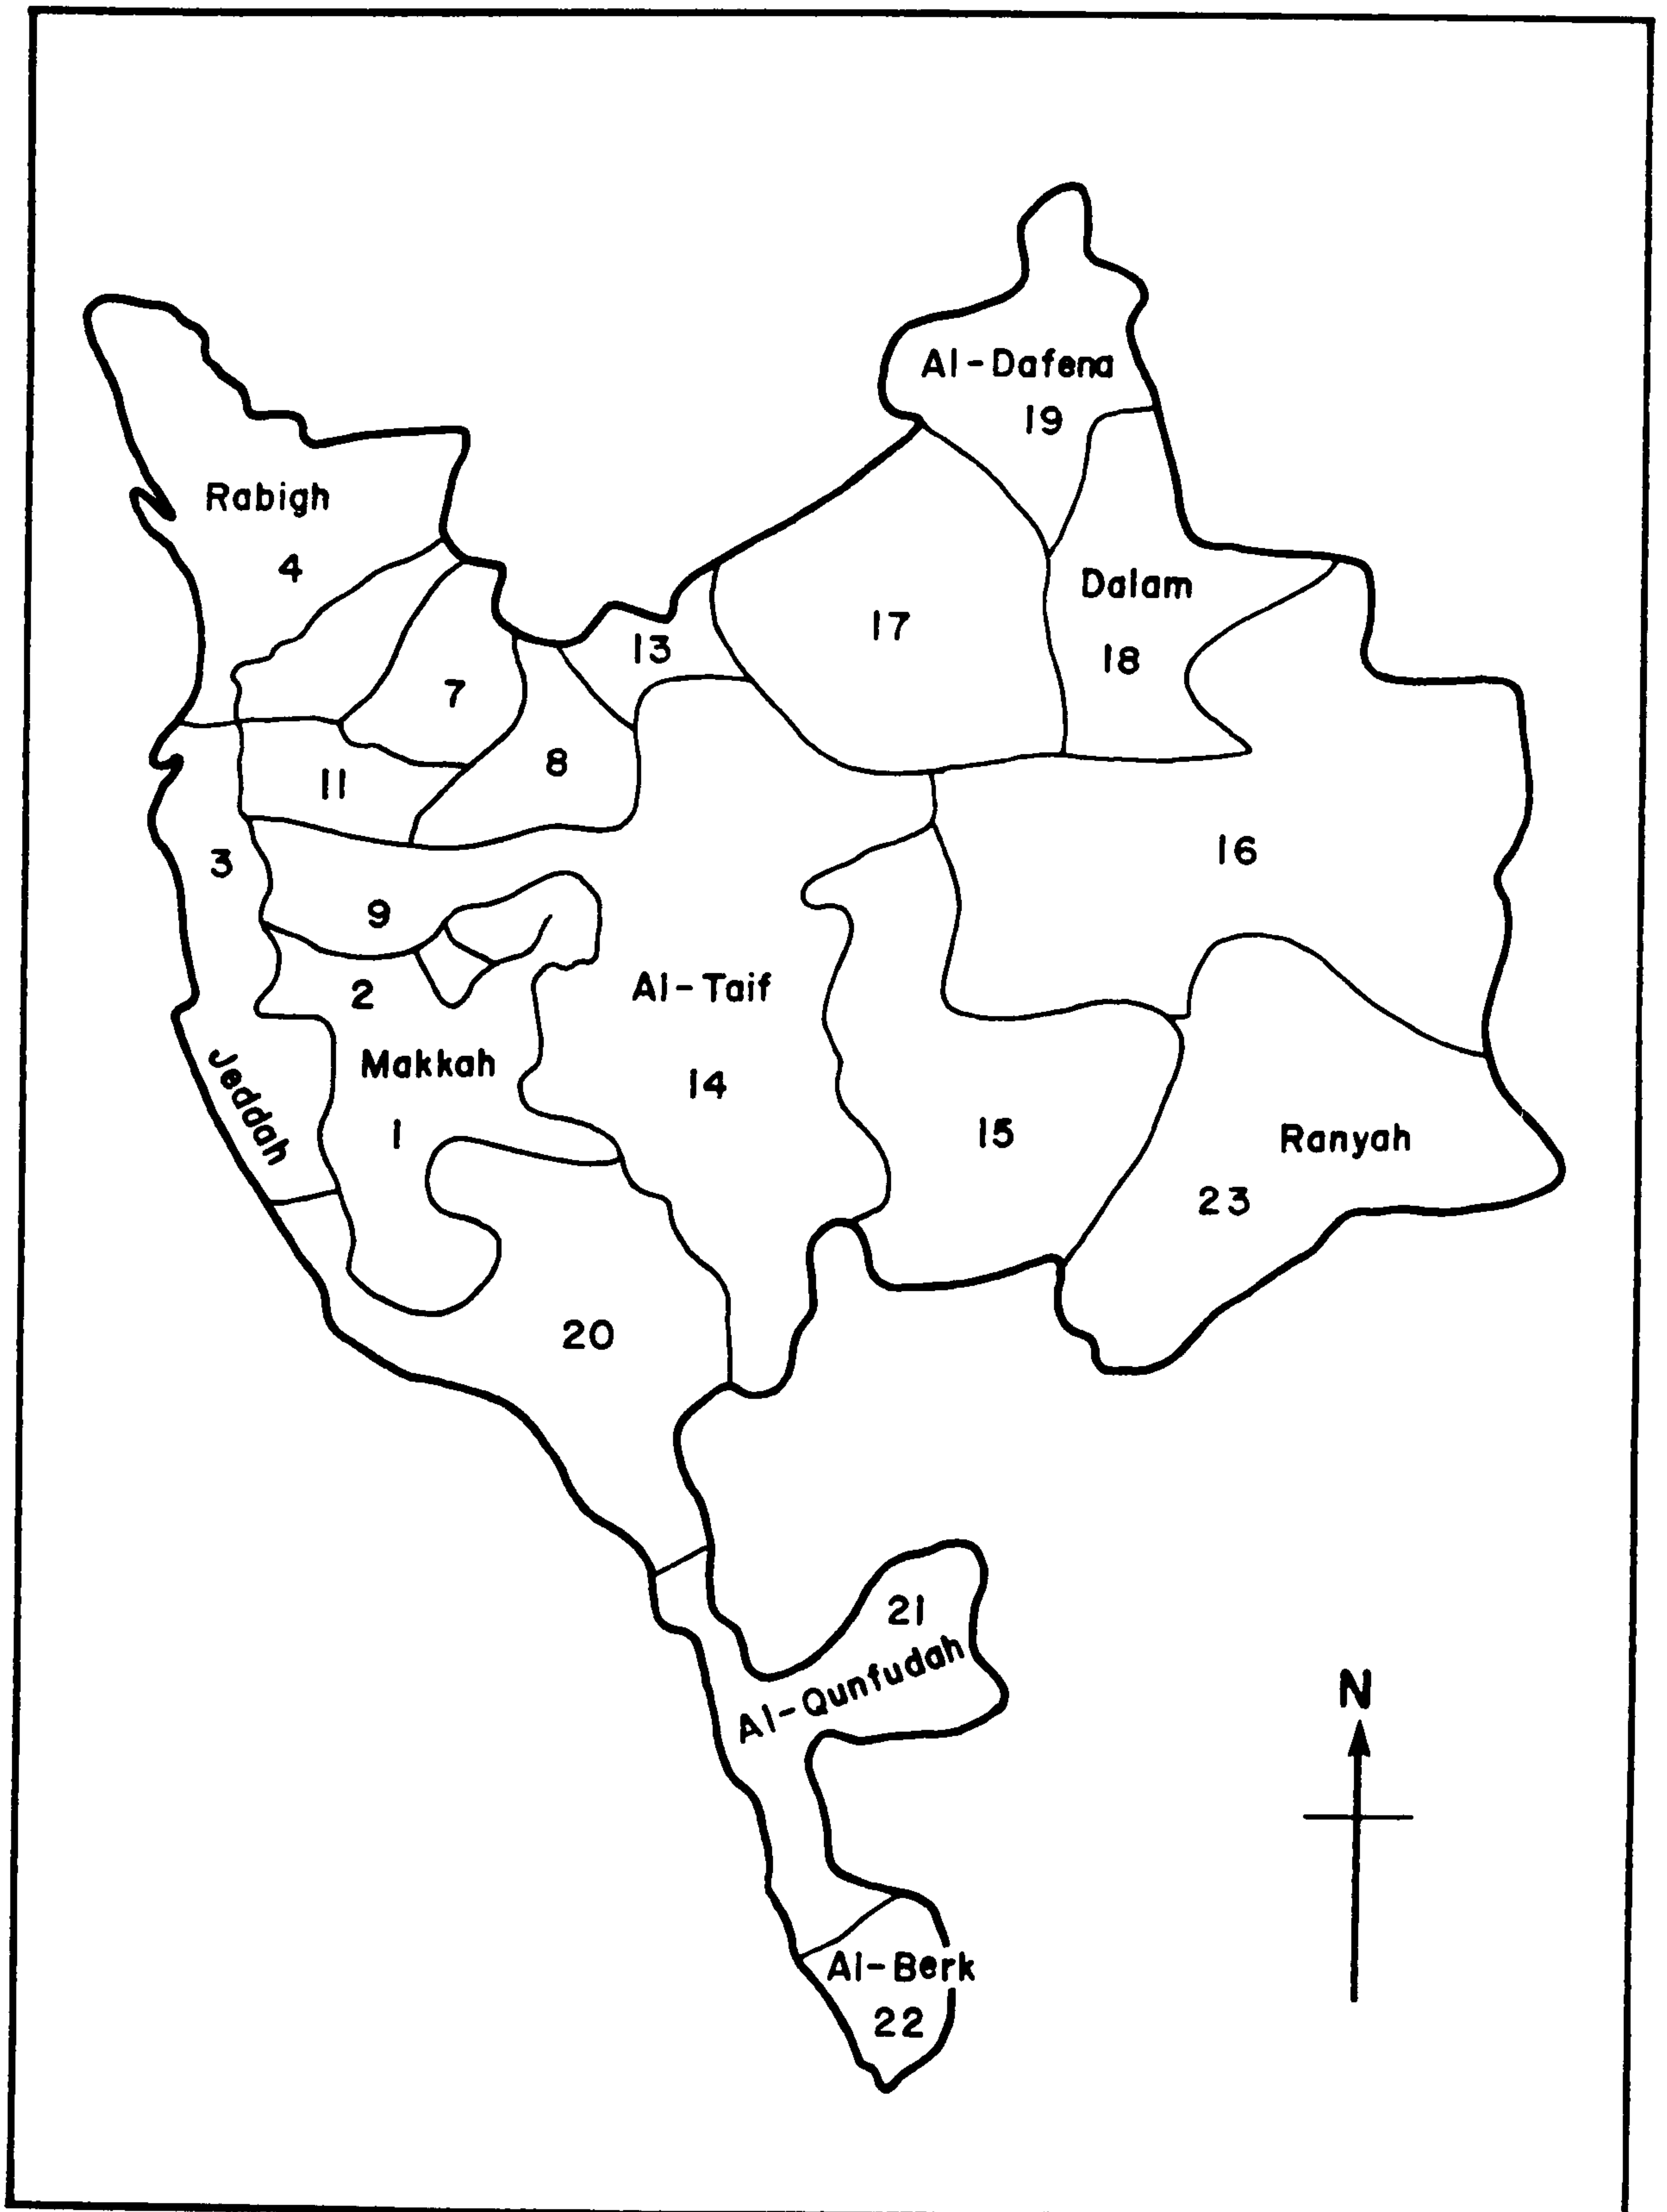 Al-Dafena
19
Rabigh
4
Dalam
18
17
13
7
8
11
3
9
16
2
Al-Taif
14
Makkah
1
Jeddah
15
Ranyah
23
20
21
Al-Qunfudah
N
Al-Berk
22